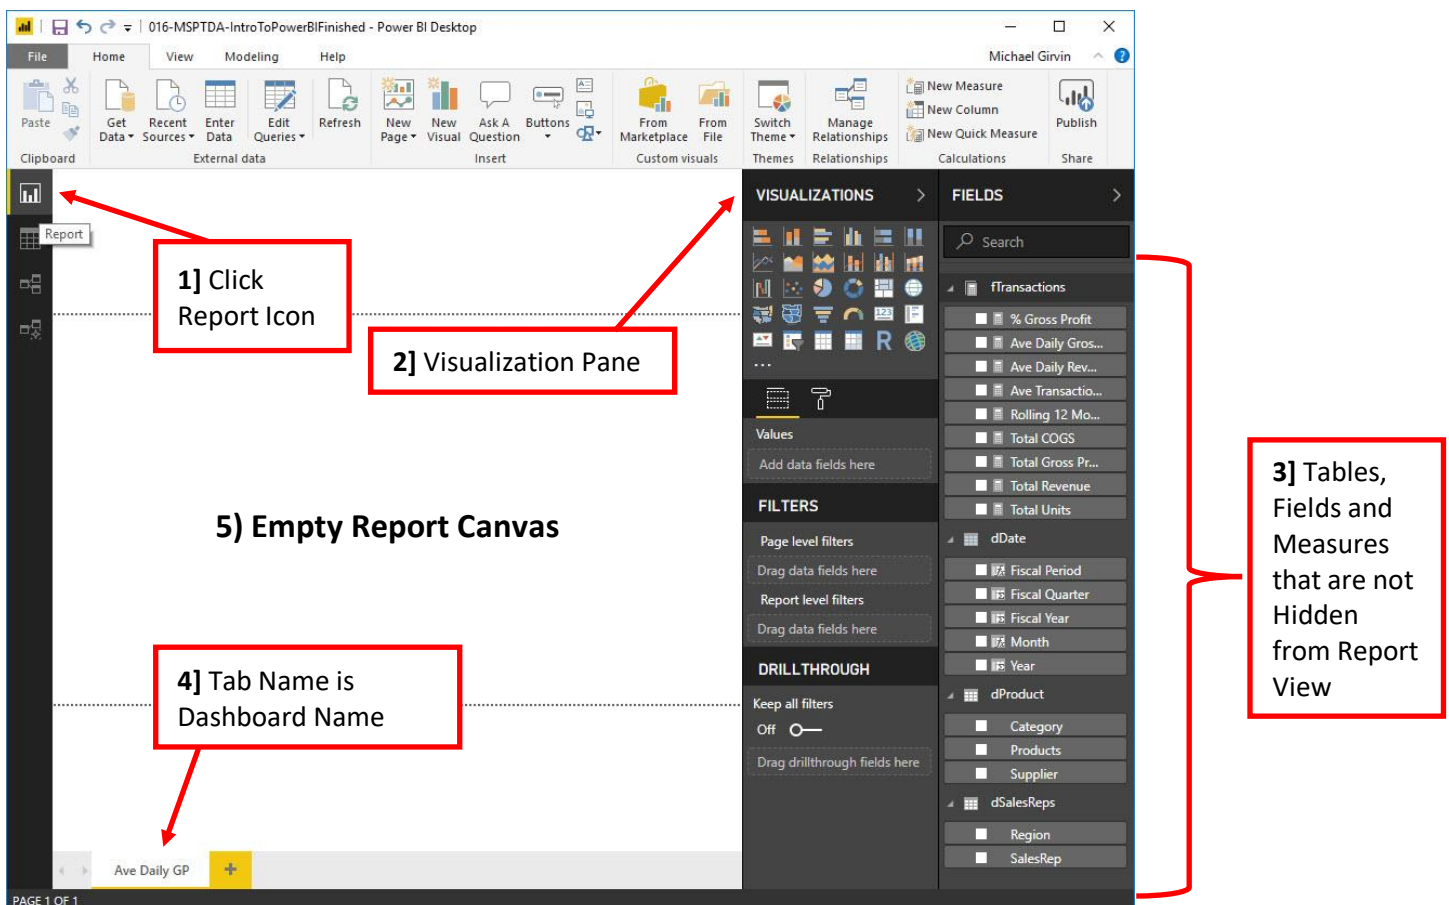 016-MSPTDA-IntroToPowerBIFinished - Power BI Desktop
File Home View Modeling Help Michael Girvin ?
Paste
Get Data
Recent Sources
Enter Data
Edit Queries
Refresh
New Page
New Visual
Ask A Question
Buttons
From Marketplace
From File
Switch Theme
Manage Relationships
New Measure
New Column
New Quick Measure
Publish
Clipboard External data Insert Custom visuals Themes Relationships Calculations Share
Report
1] Click
Report Icon
2] Visualization Pane
5) Empty Report Canvas
4] Tab Name is
Dashboard Name
Ave Daily GP +
PAGE 1 OF 1
VISUALIZATIONS >
123
R
...
Values
Add data fields here
FILTERS
Page level filters
Drag data fields here
Report level filters
Drag data fields here
DRILLTHROUGH
Keep all filters
Off
Drag drillthrough fields here
FIELDS >
Search
fTransactions
% Gross Profit
Ave Daily Gros...
Ave Daily Rev...
Ave Transactio...
Rolling 12 Mo...
Total COGS
Total Gross Pr...
Total Revenue
Total Units
dDate
Fiscal Period
Fiscal Quarter
Fiscal Year
Month
Year
dProduct
Category
Products
Supplier
dSalesReps
Region
SalesRep
3] Tables,
Fields and
Measures
that are not
Hidden
from Report
View